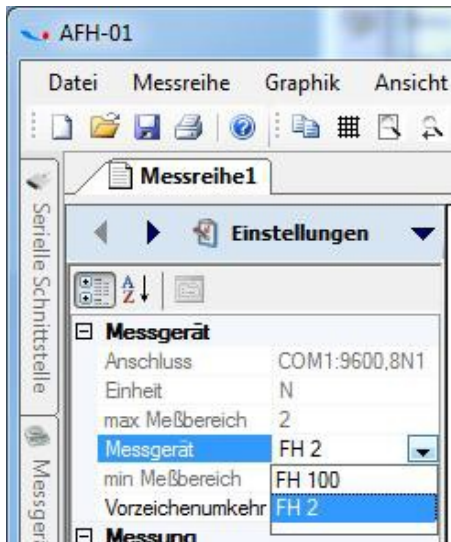 AFH-01
Datei Messreihe Graphik Ansicht
Messreihe1
Serielle Schnittstelle
Einstellungen
A
Z
Messgerät
Anschluss COM1:9600,8N1
Einheit N
max Meßbereich 2
Messgerät FH 2
min Meßbereich FH 100
Vorzeichenumkehr FH 2
Messung